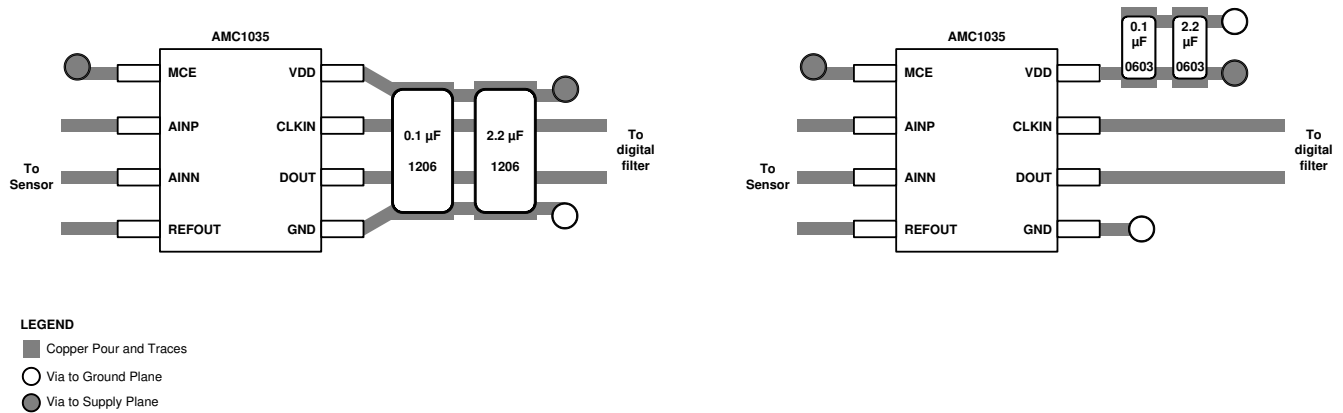 AMC1035
MCE
VDD
AINP
CLKIN
AINN
DOUT
REFOUT
GND
To
Sensor
0.1 µF
1206
2.2 µF
1206
To
digital
filter
AMC1035
MCE
VDD
AINP
CLKIN
AINN
DOUT
REFOUT
GND
To
Sensor
0.1
µF
0603
2.2
µF
0603
To
digital
filter
LEGEND
Copper Pour and Traces
Via to Ground Plane
Via to Supply Plane